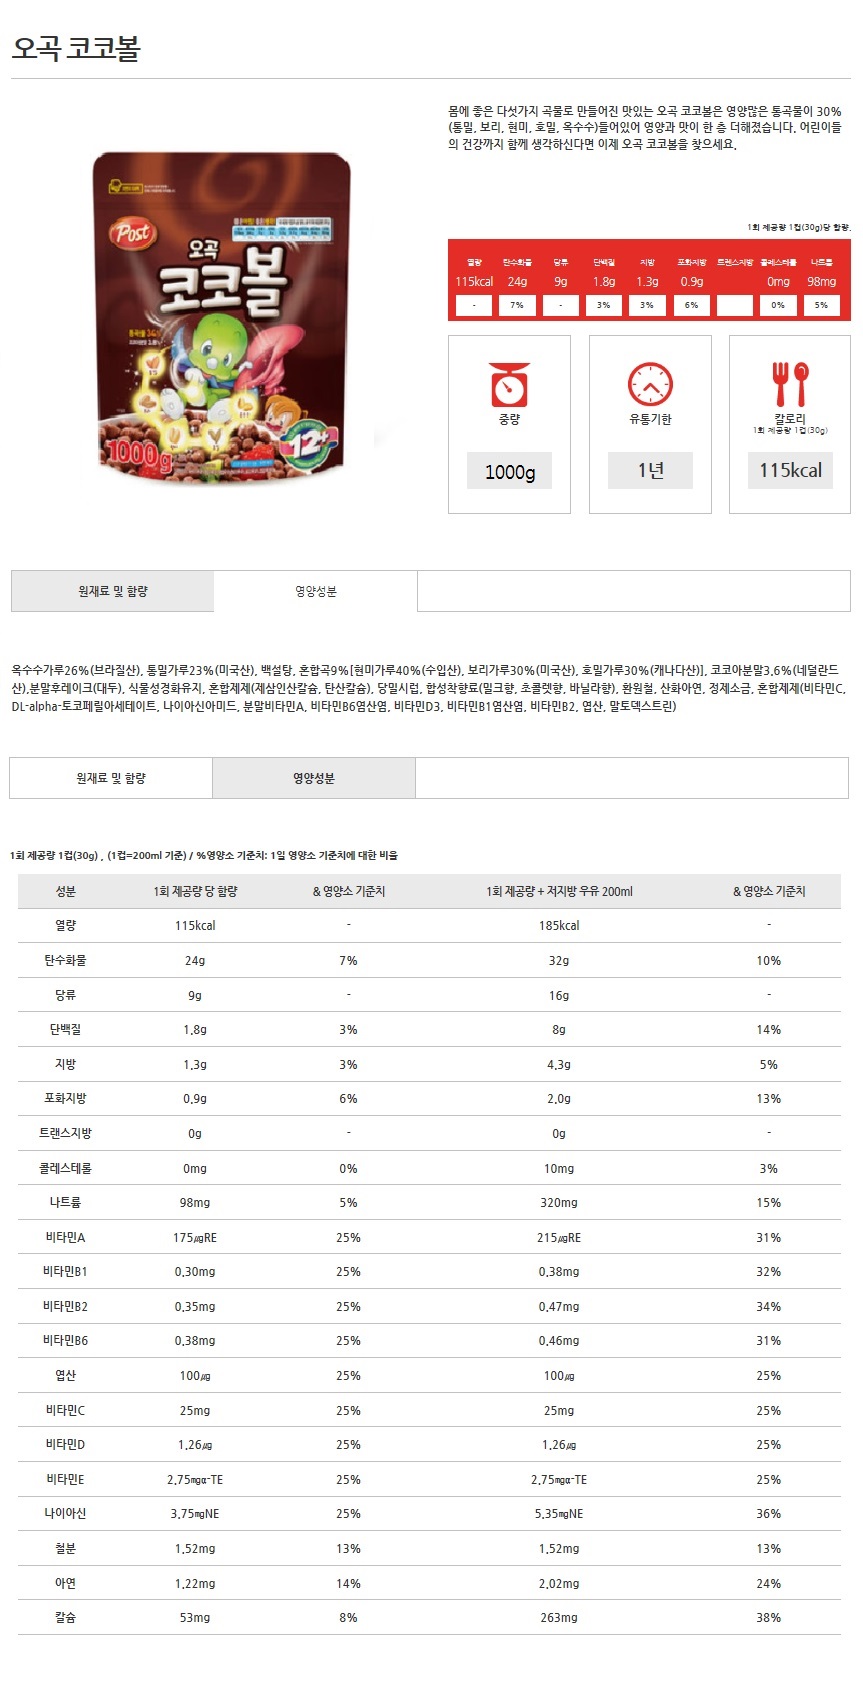 오곡 코코볼
몸에 좋은 다섯가지 곡물로 만들어진 맛있는 오곡 코코볼은 영양많은 통곡물이 30%
(통밀, 보리, 현미, 호밀, 옥수수)들어있어 영양과 맛이 한 층 더해졌습니다. 어린이들
의 건강까지 함께 생각하신다면 이제 오곡 코코볼을 찾으세요.
Post
오곡
코코볼
12+
1000g
1회 제공량 1컵(30g)당 함량.
열량 탄수화물 당류 단백질 지방 포화지방 트랜스지방 콜레스테롤 나트륨
115kcal 24g 9g 1.8g 1.3g 0.9g 0mg 98mg
- 7% - 3% 3% 6% 0% 5%
중량 유통기한 칼로리
1회 제공량 1컵(30g)
1000g 1년 115kcal
원재료 및 함량 영양성분
옥수수가루26%(브라질산), 통밀가루23%(미국산), 백설탕, 혼합곡9%[현미가루40%(수입산), 보리가루30%(미국산), 호밀가루30%(캐나다산)], 코코아분말3.6%(네덜란드
산),분말후레이크(대두), 식물성경화유지, 혼합제제(제삼인산칼슘, 탄산칼슘), 당밀시럽, 합성착향료(밀크향, 초콜렛향, 바닐라향), 환원철, 산화아연, 정제소금, 혼합제제(비타민C,
DL-alpha-토코페릴아세테이트, 나이아신아미드, 분말비타민A, 비타민B6염산염, 비타민D3, 비타민B1염산염, 비타민B2, 엽산, 말토덱스트린)
원재료 및 함량 영양성분
1회 제공량 1컵(30g) , (1컵=200ml 기준) / %영양소 기준치: 1일 영양소 기준치에 대한 비율
성분 1회 제공량 당 함량 & 영양소 기준치 1회 제공량 + 저지방 우유 200ml & 영양소 기준치
열량 115kcal - 185kcal -
탄수화물 24g 7% 32g 10%
당류 9g - 16g -
단백질 1.8g 3% 8g 14%
지방 1.3g 3% 4.3g 5%
포화지방 0.9g 6% 2.0g 13%
트랜스지방 0g - 0g -
콜레스테롤 0mg 0% 10mg 3%
나트륨 98mg 5% 320mg 15%
비타민A 175㎍RE 25% 215㎍RE 31%
비타민B1 0.30mg 25% 0.38mg 32%
비타민B2 0.35mg 25% 0.47mg 34%
비타민B6 0.38mg 25% 0.46mg 31%
엽산 100㎍ 25% 100㎍ 25%
비타민C 25mg 25% 25mg 25%
비타민D 1.26㎍ 25% 1.26㎍ 25%
비타민E 2.75㎎α-TE 25% 2.75㎎α-TE 25%
나이아신 3.75㎎NE 25% 5.35㎎NE 36%
철분 1.52mg 13% 1.52mg 13%
아연 1.22mg 14% 2.02mg 24%
칼슘 53mg 8% 263mg 38%